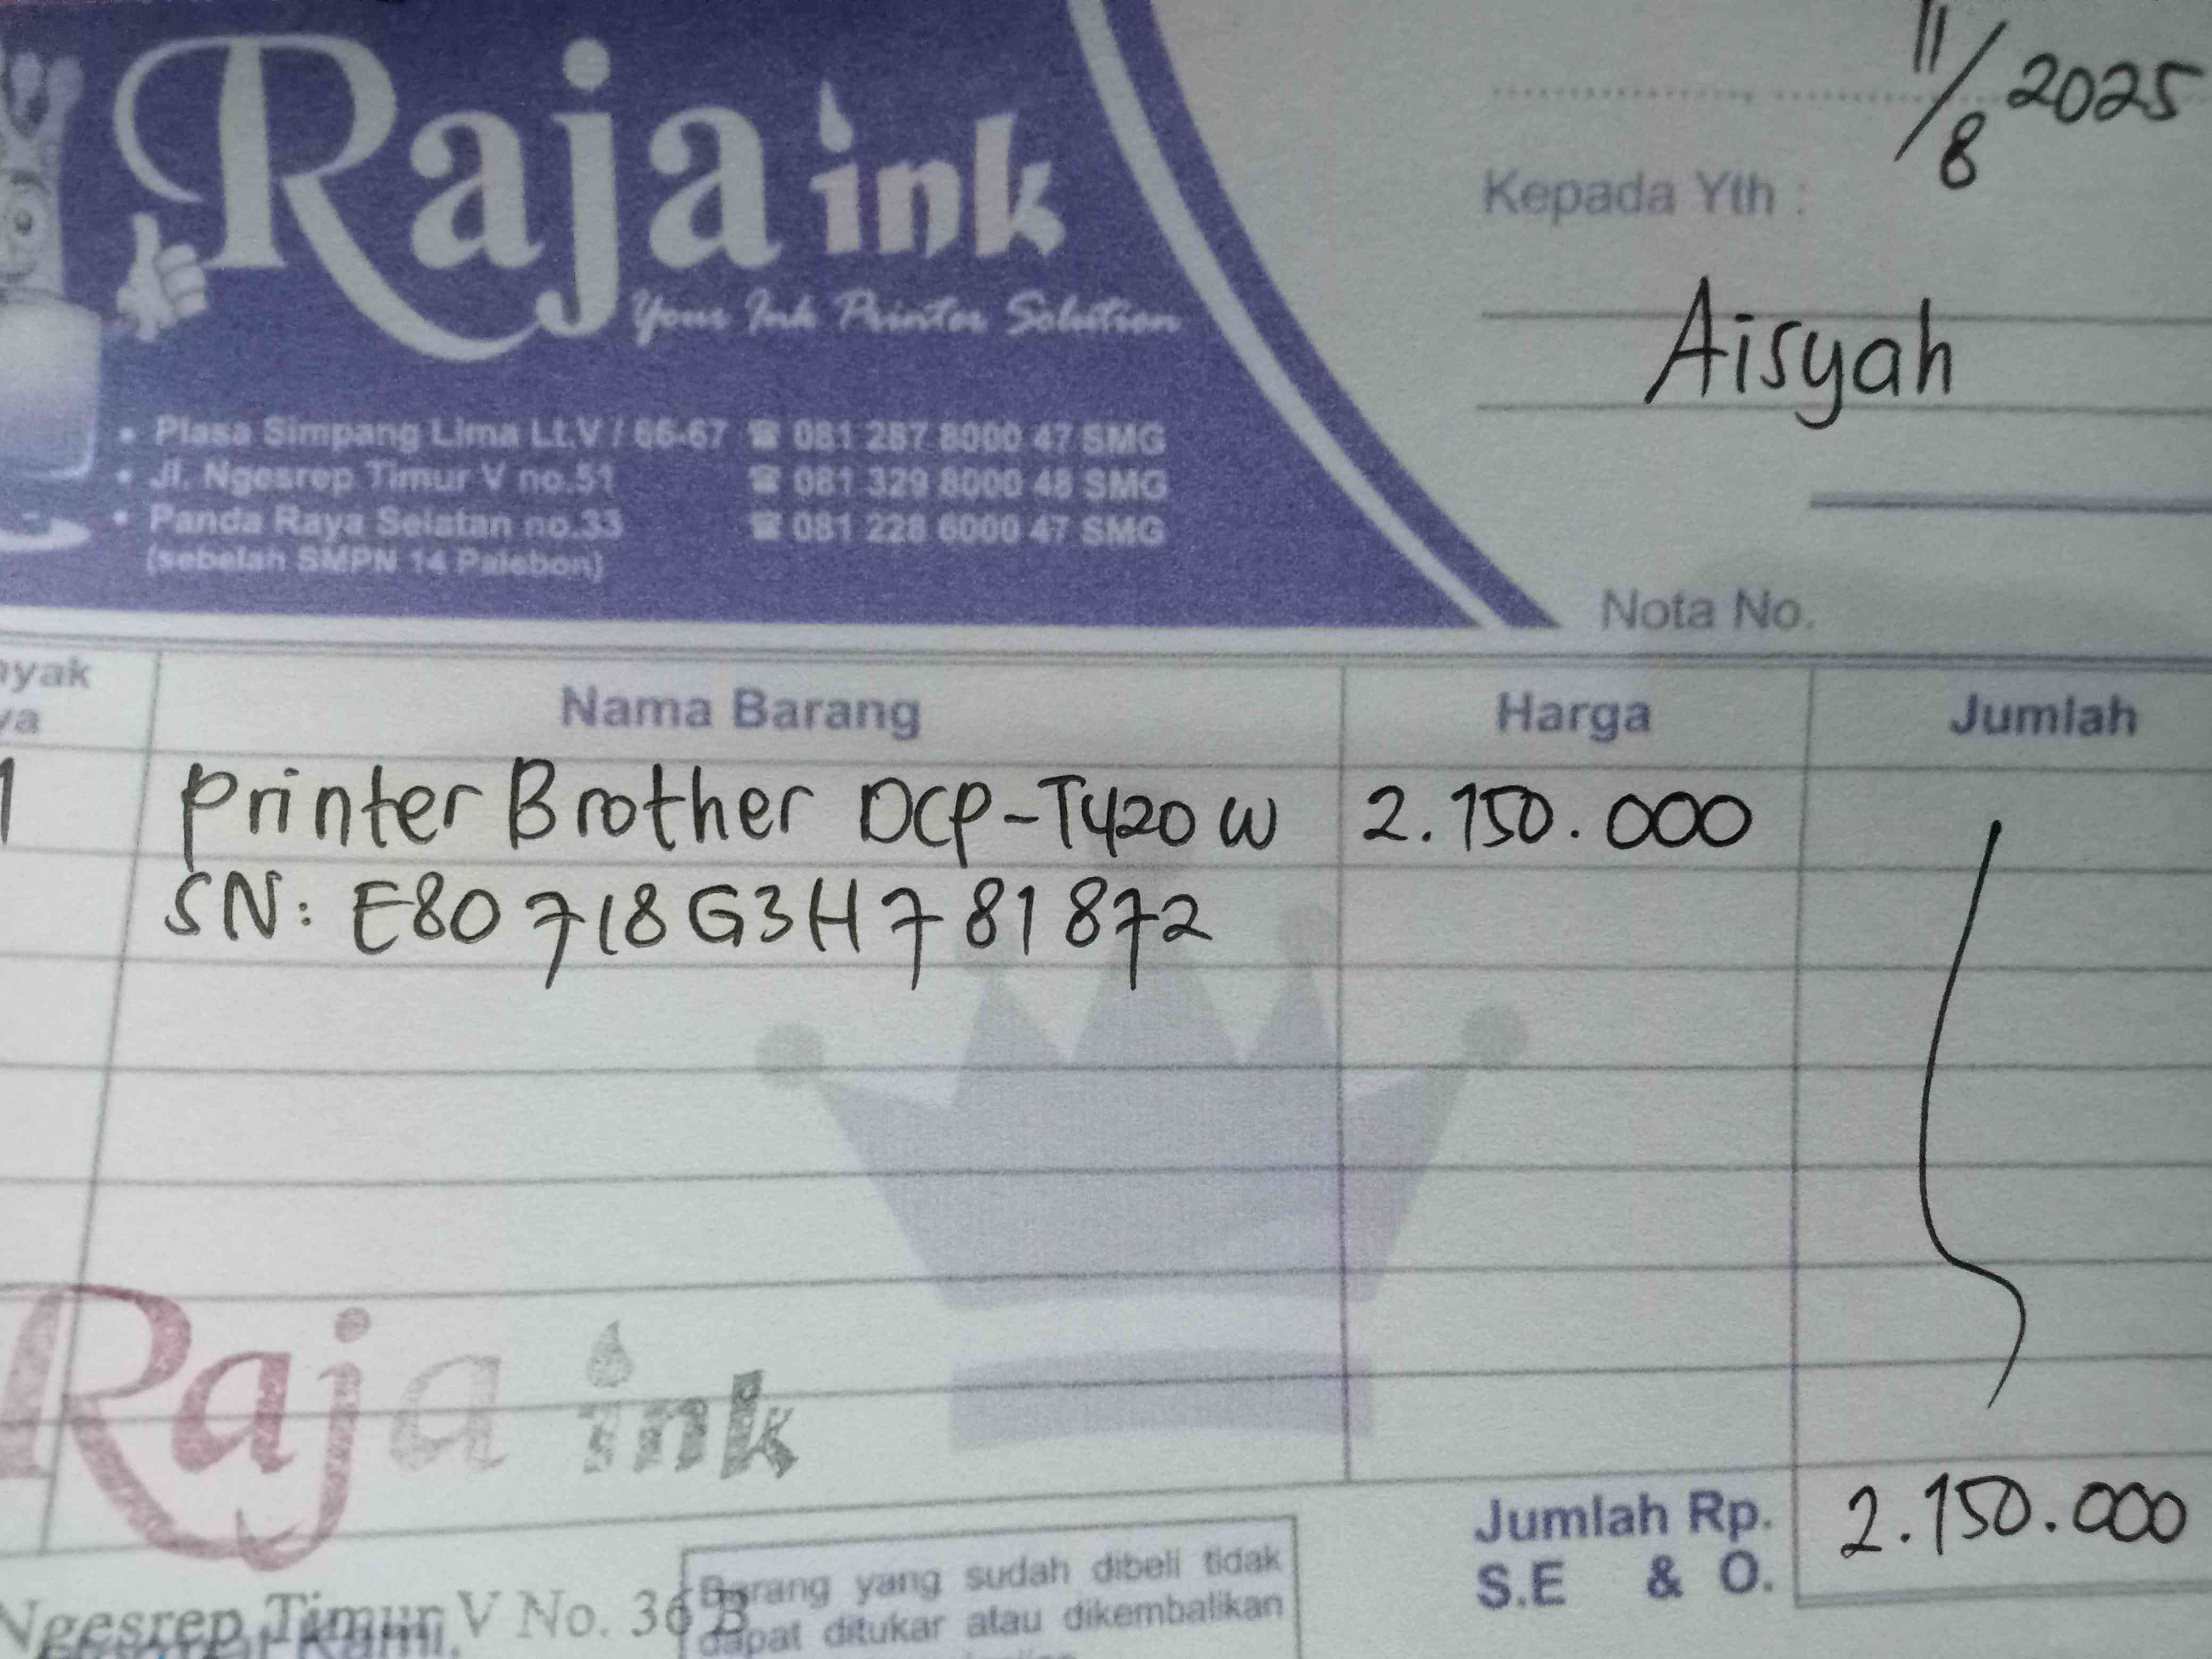 Raja ink
Your Ink Printer Solution
• Plasa Simpang Lima Lt.V / 66-67 ☎ 081 287 8000 47 SMG
• Jl. Ngesrep Timur V no.51 ☎ 081 329 8000 48 SMG
• Panda Raya Selatan no.33 ☎ 081 228 6000 47 SMG
(sebelah SMPN 14 Palebon)
11/8 2025
Kepada Yth :
Aisyah
Nota No.
Nama Barang Harga Jumlah
1 Printer Brother DCP-T420W 2.150.000
SN: E80718G3H781872
Raja ink
Ngesrep Timur V No. 36 B
Barang yang sudah dibeli tidak
dapat ditukar atau dikembalikan
Jumlah Rp. 2.150.000
S.E & O.